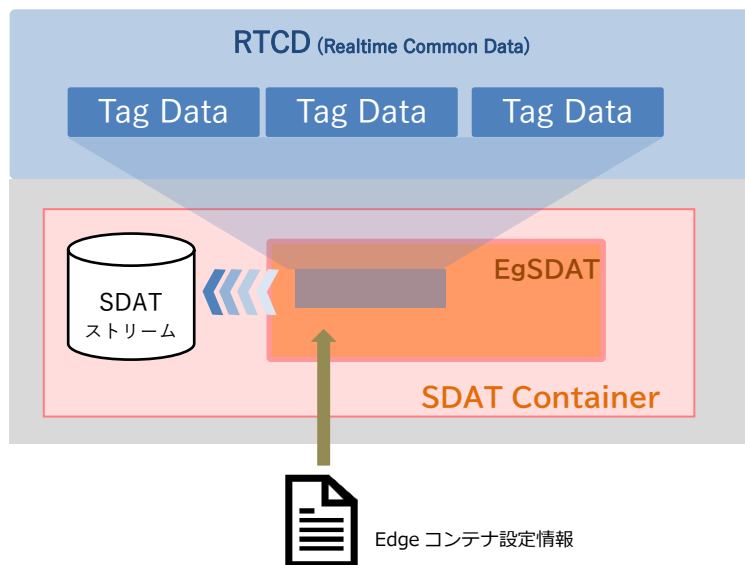 RTCD (Realtime Common Data)
Tag Data Tag Data Tag Data
EgSDAT
SDAT
ストリーム
SDAT Container
Edge コンテナ設定情報